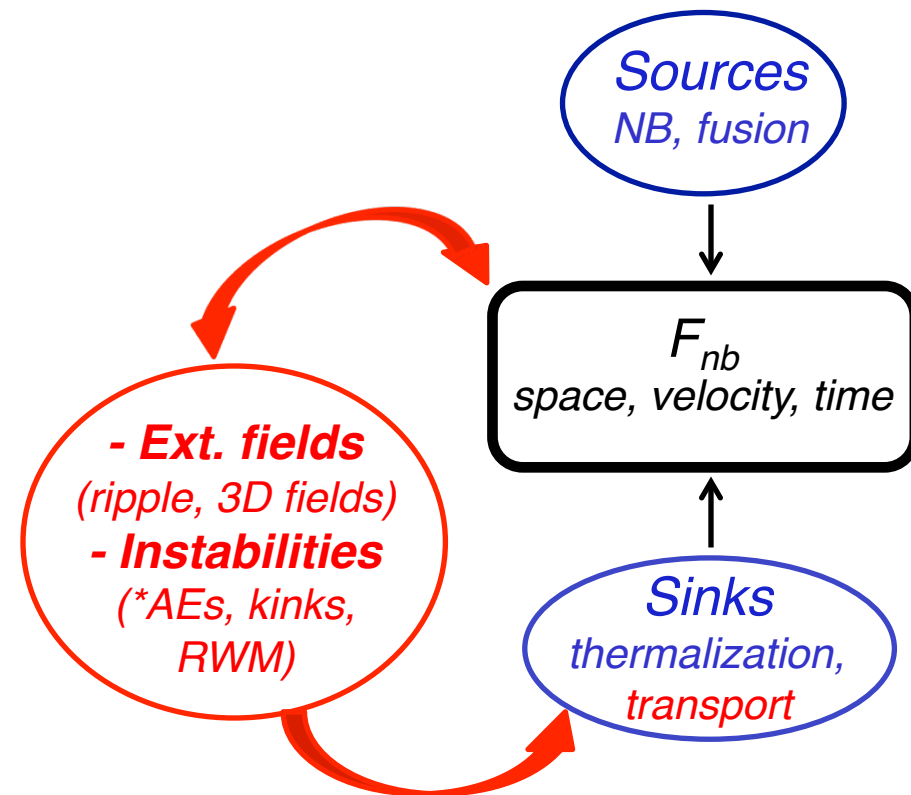 Sources
NB, fusion
F_nb
space, velocity, time
- Ext. fields
(ripple, 3D fields)
- Instabilities
(*AEs, kinks,
RWM)
Sinks
thermalization,
transport